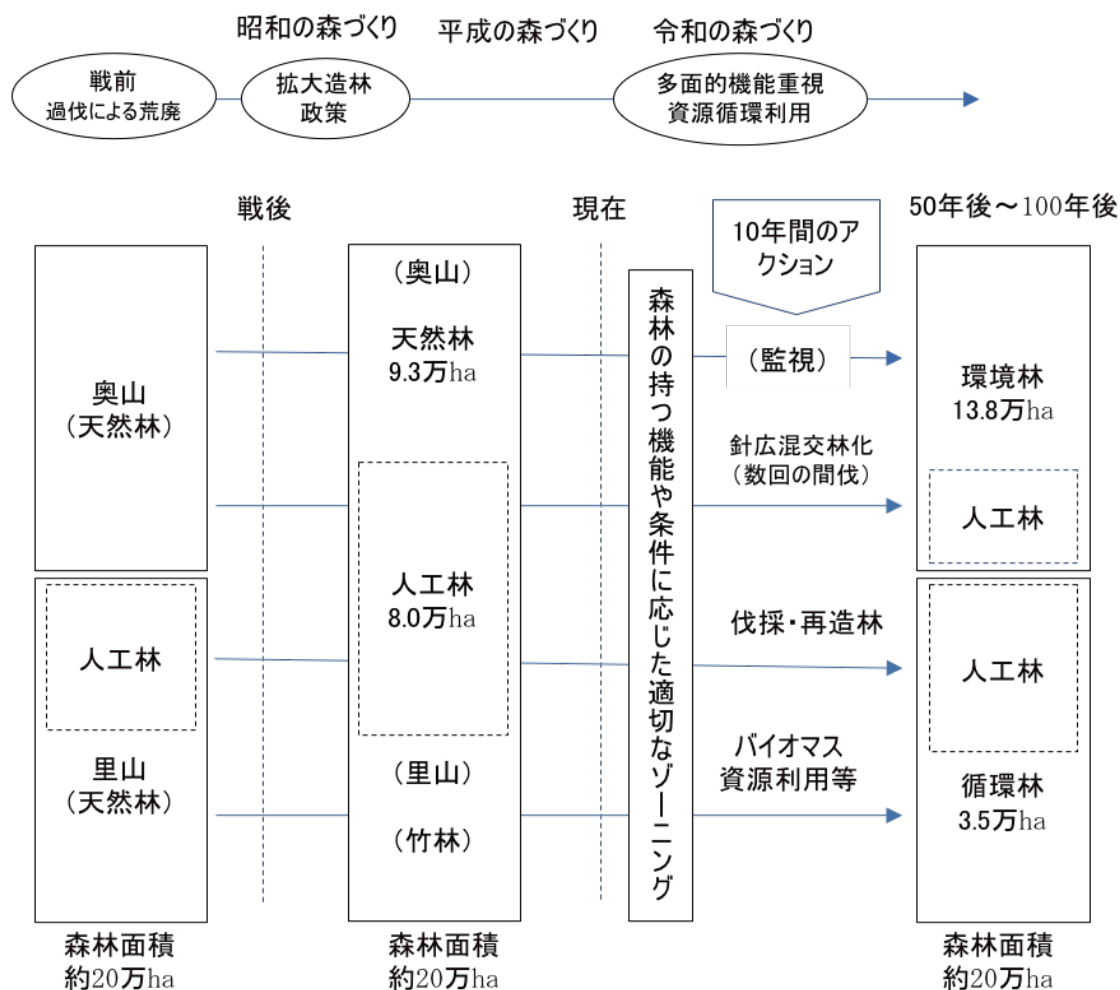 昭和の森づくり
平成の森づくり
令和の森づくり
戦前
過伐による荒廃
拡大造林
政策
多面的機能重視
資源循環利用
戦後
現在
50年後～100年後
10年間のア
クション
奥山
（天然林）
人工林
里山
（天然林）
森林面積
約20万ha
（奥山）
天然林
9.3万ha
人工林
8.0万ha
（里山）
（竹林）
森林面積
約20万ha
森林の持つ機能や条件に応じた適切なゾーニング
（監視）
針広混交林化
（数回の間伐）
伐採・再造林
バイオマス
資源利用等
環境林
13.8万ha
人工林
人工林
循環林
3.5万ha
森林面積
約20万ha